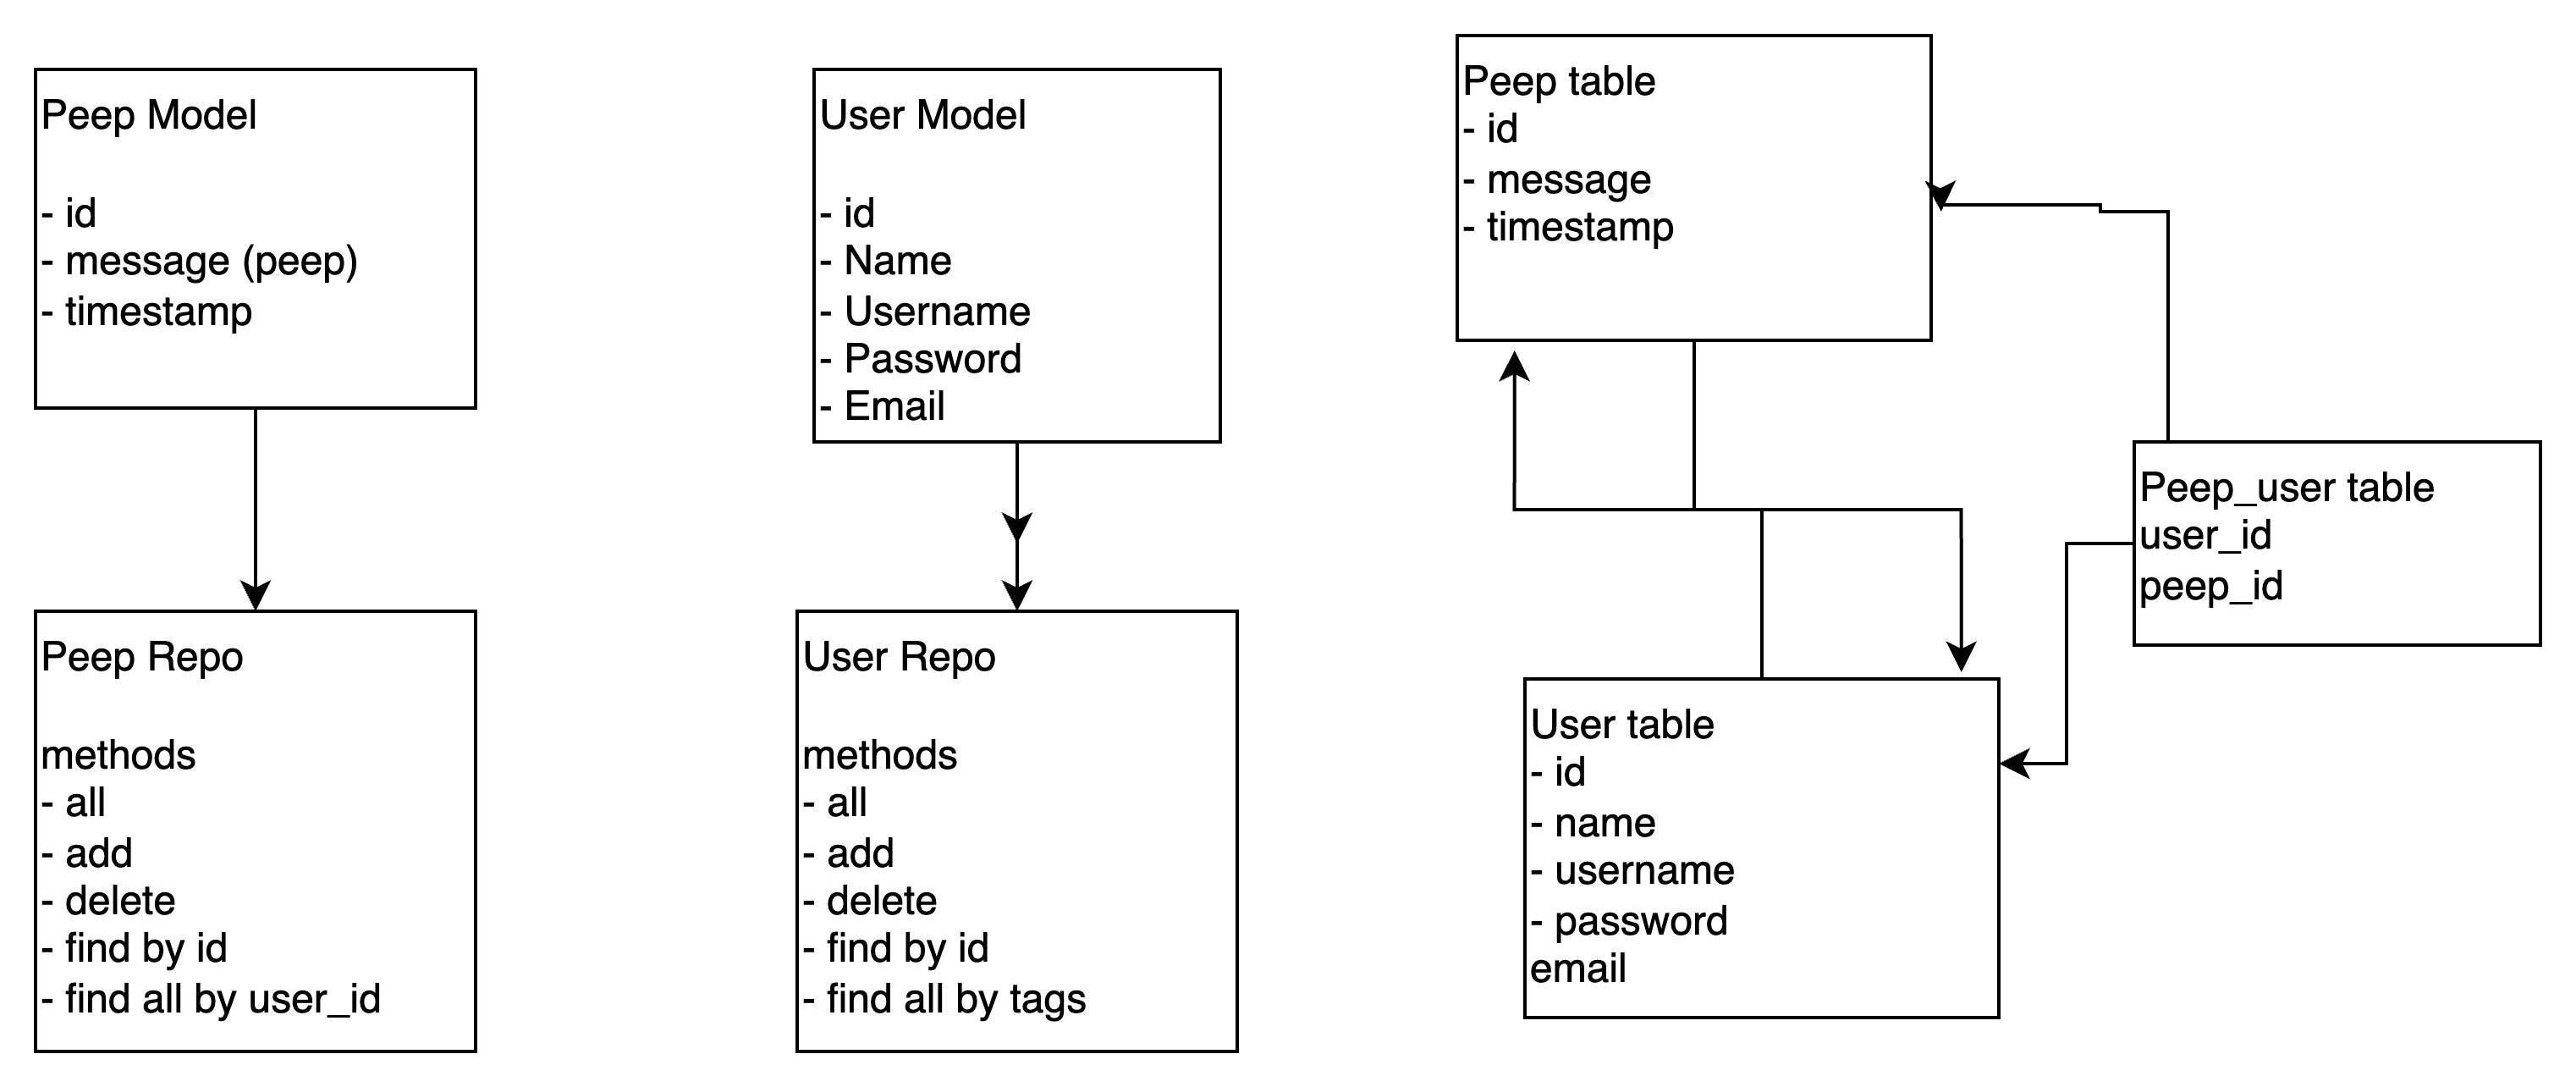 Peep Model
- id
- message (peep)
- timestamp
Peep Repo
methods
- all
- add
- delete
- find by id
- find all by user_id
User Model
- id
- Name
- Username
- Password
- Email
User Repo
methods
- all
- add
- delete
- find by id
- find all by tags
Peep table
- id
- message
- timestamp
User table
- id
- name
- username
- password
email
Peep_user table
user_id
peep_id